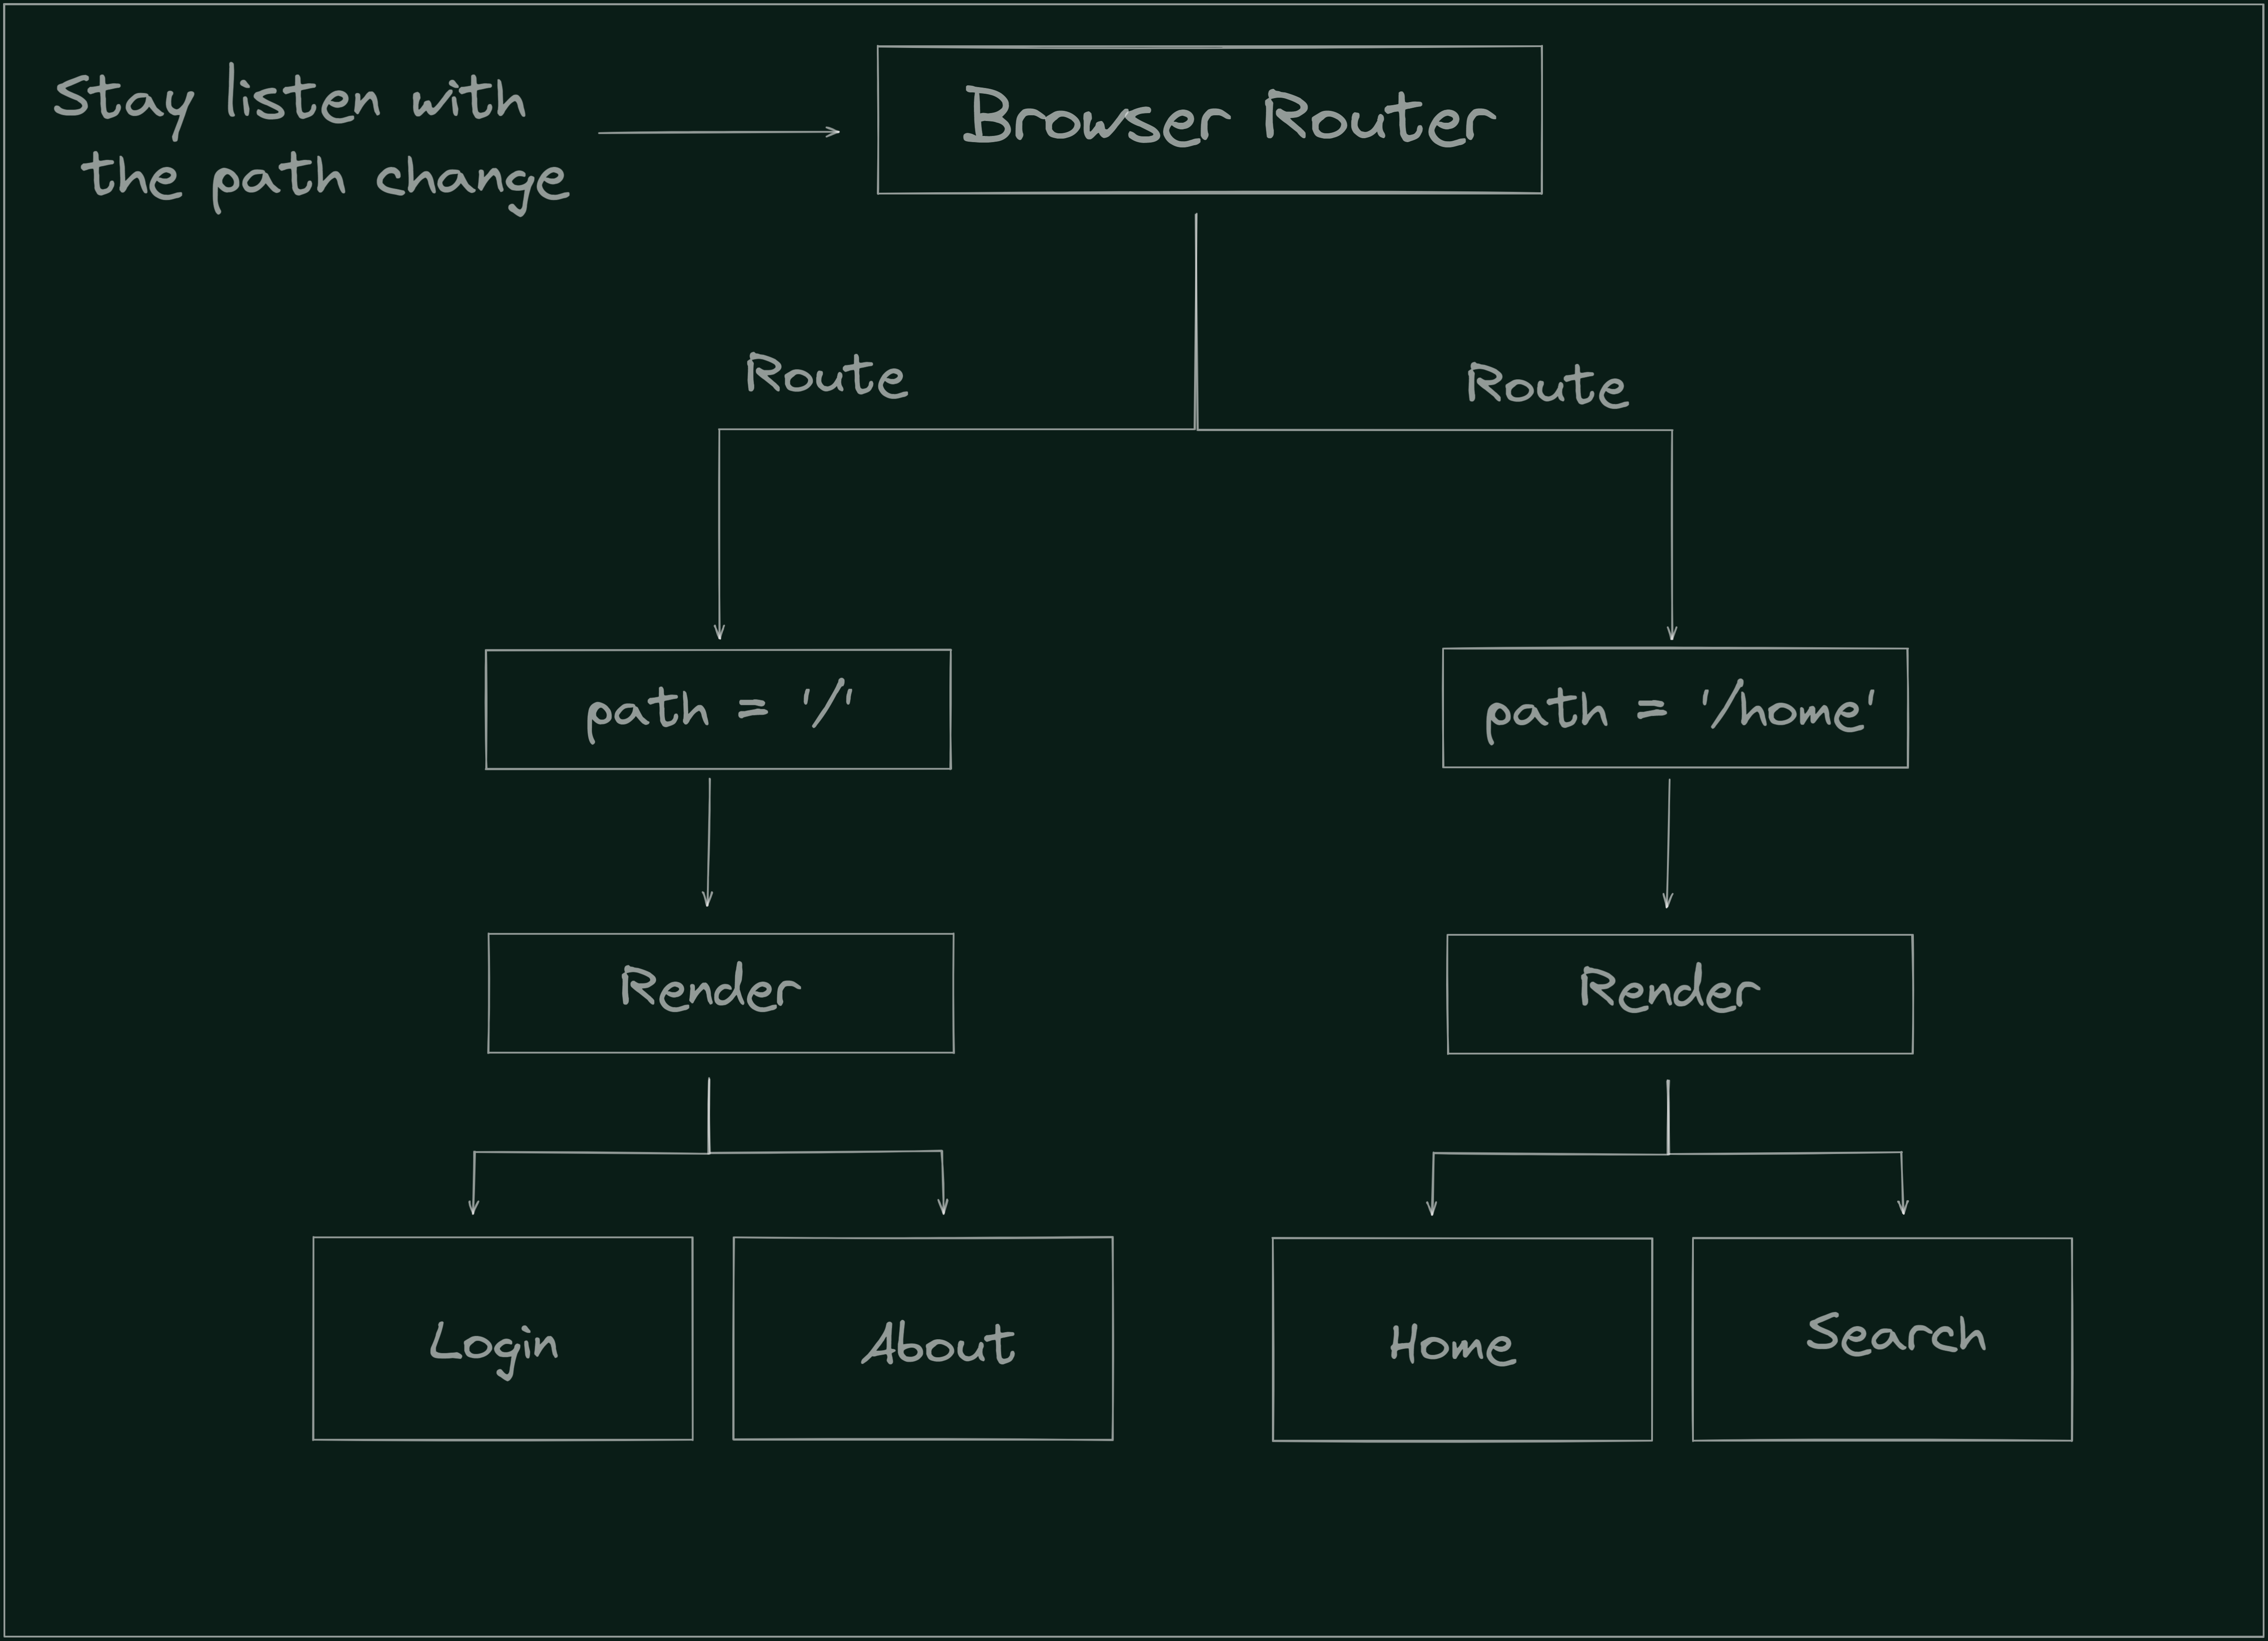 Stay listen with
the path change
Browser Router
Route
Route
path = '/'
path = '/home'
Render
Render
Login
About
Home
Search